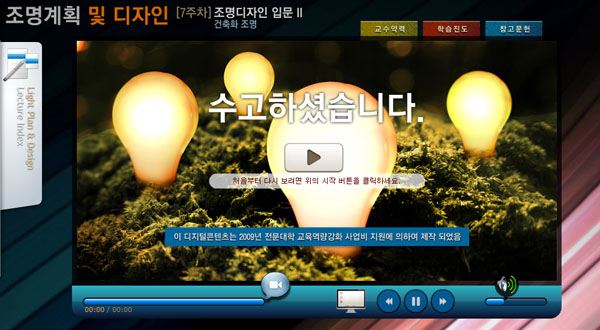 조명계획 및 디자인 [7주차] 조명디자인 입문 II
건축화 조명
교수약력 학습진도 참고문헌
Light Plan & Design
Lecture Index
수고하셨습니다.
처음부터 다시 보려면 위의 시작 버튼을 클릭하세요.
이 디지털콘텐츠는 2009년 전문대학 교육역량강화 사업비 지원에 의하여 제작 되었음
00:00 / 00:00